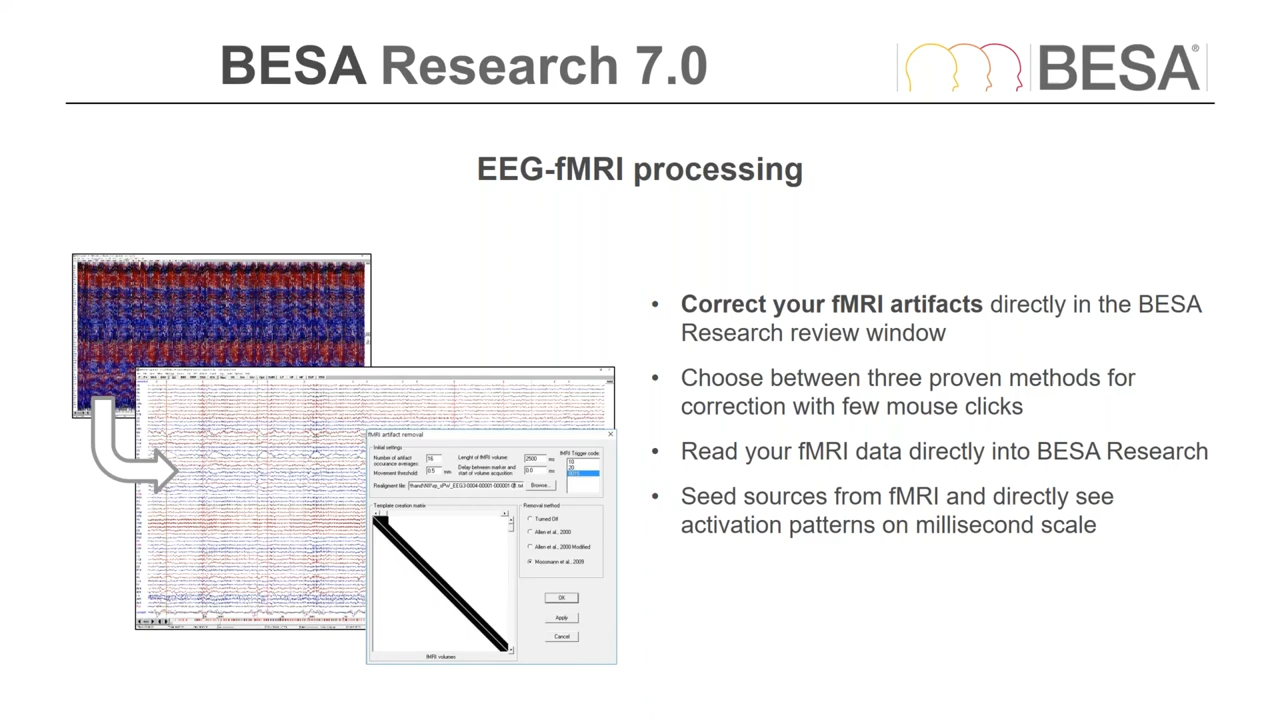 BESA Research 7.0
BESA®
EEG-fMRI processing
• Correct your fMRI artifacts directly in the BESA
Research review window
• Choose between three proven methods for
correction with few mouse clicks
• Read your fMRI data directly into BESA Research
• Seed sources from fMRI and directly see
activation patterns on millisecond scale
fMRI artifact removal
Initial settings
Number of artifact
occurance averages:
16
Lenght of fMRI volume:
2500
ms
fMRI Trigger code:
10
20
Movement threshold:
0.5
mm
Delay between marker and
start of volume acquisition:
0.0
ms
Realignment file:
Browse...
Template creation matrix
fMRI volumes
Removal method
Turned Off
Allen et al., 2000
Allen et al., 2000 Modified
Moosmann et al., 2009
OK
Apply
Cancel